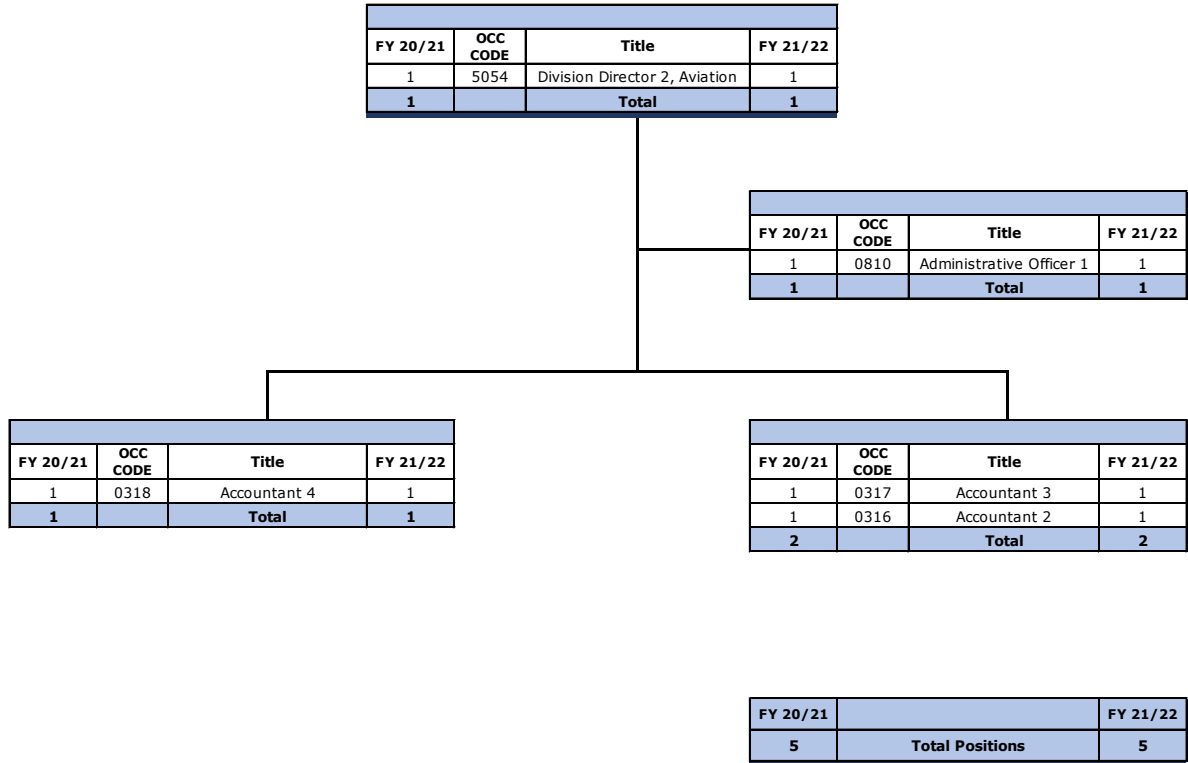 FY 20/21 OCC CODE Title FY 21/22
1 5054 Division Director 2, Aviation 1
1 Total 1
FY 20/21 OCC CODE Title FY 21/22
1 0810 Administrative Officer 1 1
1 Total 1
FY 20/21 OCC CODE Title FY 21/22
1 0318 Accountant 4 1
1 Total 1
FY 20/21 OCC CODE Title FY 21/22
1 0317 Accountant 3 1
1 0316 Accountant 2 1
2 Total 2
FY 20/21 FY 21/22
5 Total Positions 5